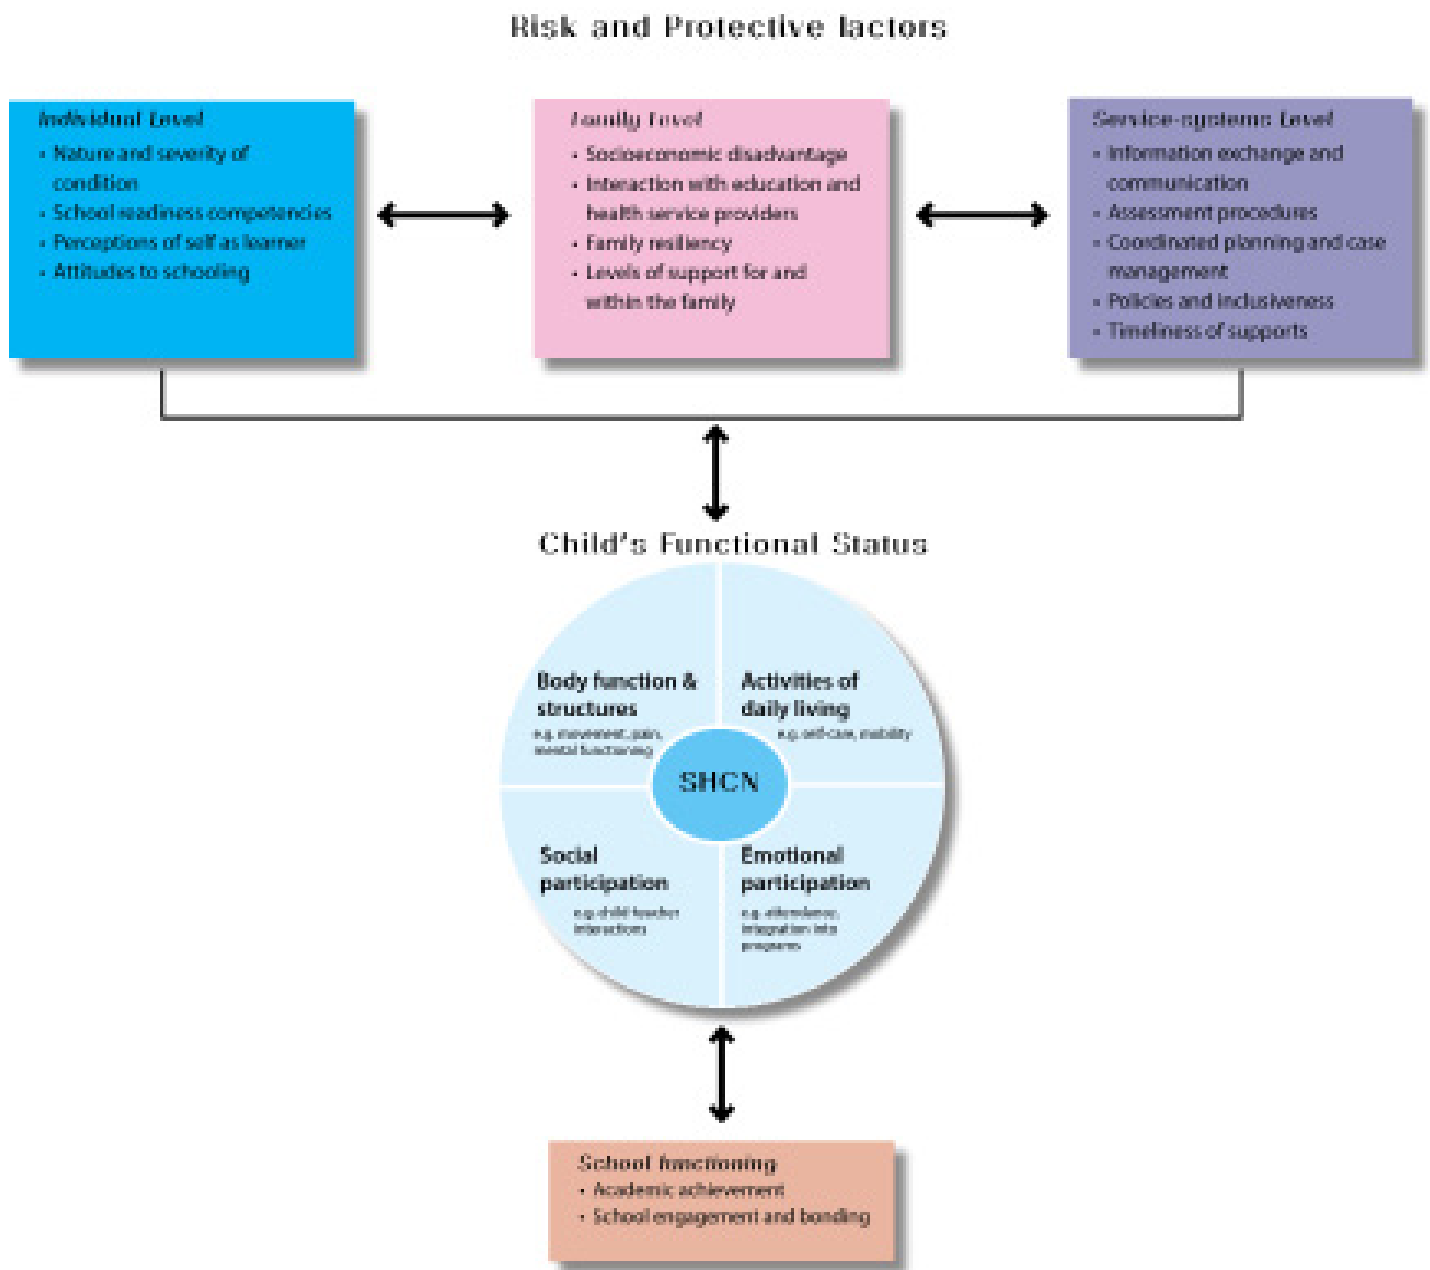 Risk and Protective factors
Individual Level
• Nature and severity of
condition
• School readiness competencies
• Perceptions of self as learner
• Attitudes to schooling
Family Level
• Socioeconomic disadvantage
• Interaction with education and
health service providers
• Family resiliency
• Levels of support for and
within the family
Service-systems Level
• Information exchange and
communication
• Assessment procedures
• Coordinated planning and case
management
• Policies and inclusiveness
• Timeliness of supports
Child's Functional Status
Body function &
structures
e.g. movement, pain,
mental functioning
Activities of
daily living
e.g. self-care, mobility
SHCN
Social
participation
e.g. child-teacher
interactions
Emotional
participation
e.g. attendance,
integration into
programs
School functioning
• Academic achievement
• School engagement and bonding